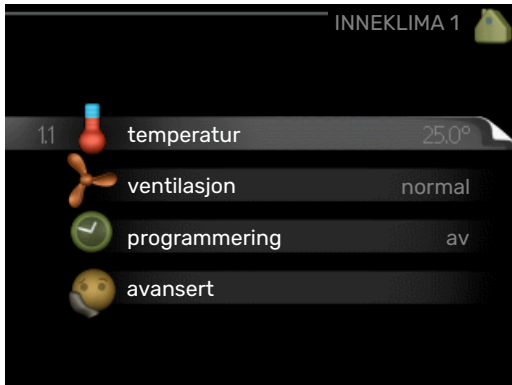 INNEKLIMA 1
1.1 temperatur 25.0°
ventilasjon normal
programmering av
avansert